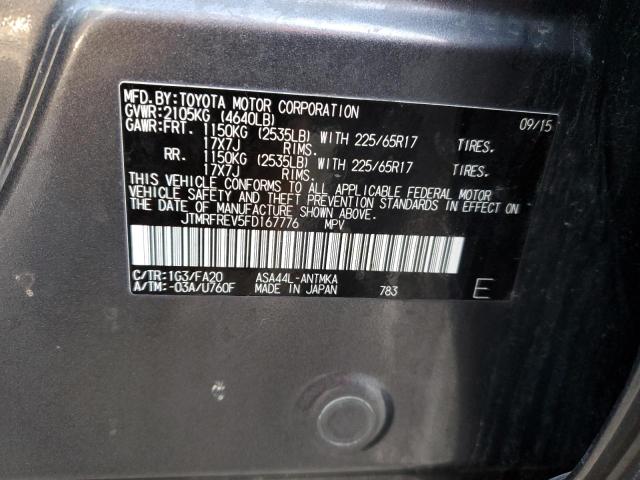 MFD.BY:TOYOTA MOTOR CORPORATION 09/15
GVWR:2105KG (4640LB)
GAWR:FRT. 1150KG (2535LB) WITH 225/65R17 TIRES.
17X7J RIMS.
RR. 1150KG (2535LB) WITH 225/65R17 TIRES.
17X7J RIMS.
THIS VEHICLE CONFORMS TO ALL APPLICABLE FEDERAL MOTOR
VEHICLE SAFETY AND THEFT PREVENTION STANDARDS IN EFFECT ON
THE DATE OF MANUFACTURE SHOWN ABOVE.
JTMRFREV5FD167776 MPV
C/TR:1G3/FA20 ASA44L-ANTMKA
A/TM:-03A/U760F MADE IN JAPAN 783 E